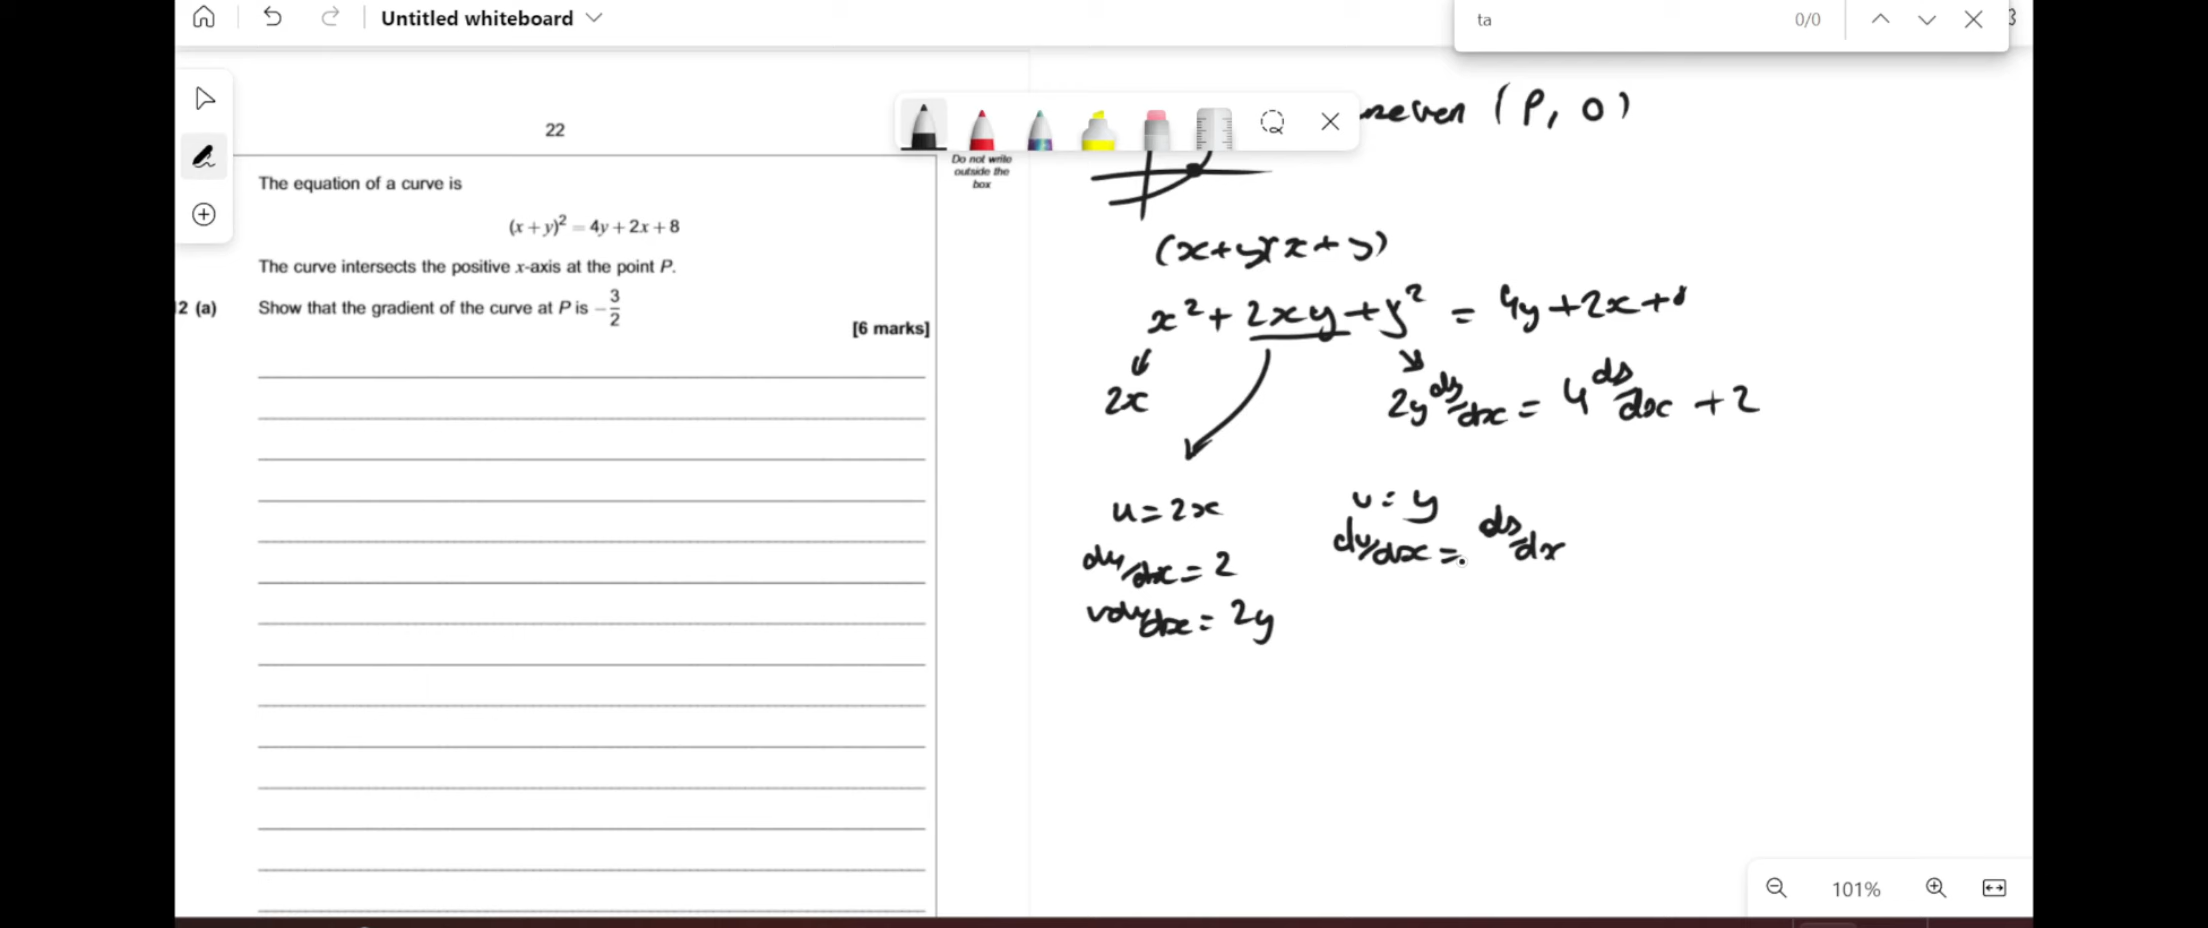 Untitled whiteboard
ta
0/0
22
Do not write
outside the
box
The equation of a curve is
(x + y)² = 4y + 2x + 8
The curve intersects the positive x-axis at the point P.
2 (a)
Show that the gradient of the curve at P is −3/2
[6 marks]
(P, 0)
(x+y)(x+y)
x² + 2xy + y² = 4y + 2x + 8
2x
2y dy/dx = 4 dy/dx + 2
u = 2x
v = y
du/dx = 2
dv/dx = dy/dx
v du/dx = 2y
101%